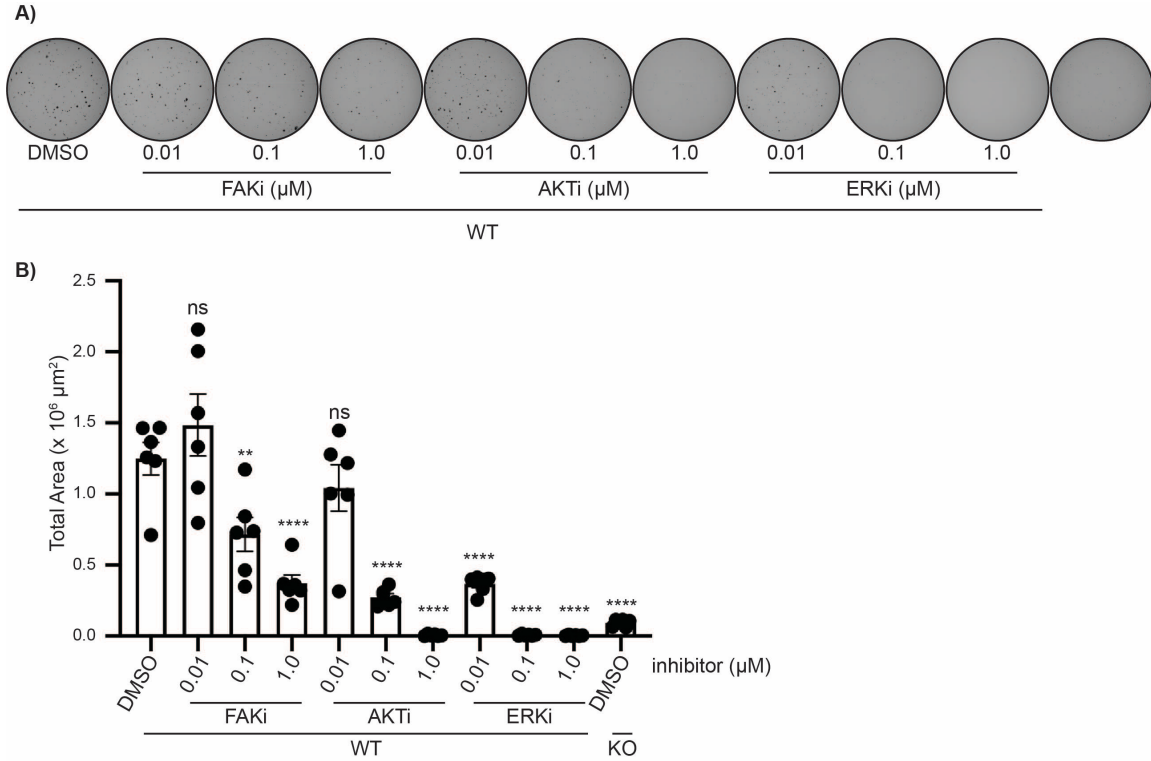 A)
DMSO 0.01 0.1 1.0 0.01 0.1 1.0 0.01 0.1 1.0
FAKi (µM) AKTi (µM) ERKi (µM)
WT
B)
Total Area (x 10⁶ µm²)
2.5
2.0
1.5
1.0
0.5
0.0
ns
**
****
ns
****
****
****
****
****
****
DMSO 0.01 0.1 1.0 0.01 0.1 1.0 0.01 0.1 1.0 DMSO inhibitor (µM)
FAKi AKTi ERKi
WT KO